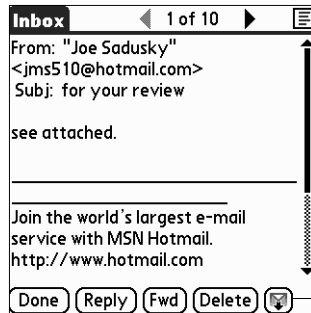 Inbox 1 of 10
From: "Joe Sadusky"
<jms510@hotmail.com>
Subj: for your review
see attached.
Join the world's largest e-mail
service with MSN Hotmail.
http://www.hotmail.com
Done Reply Fwd Delete